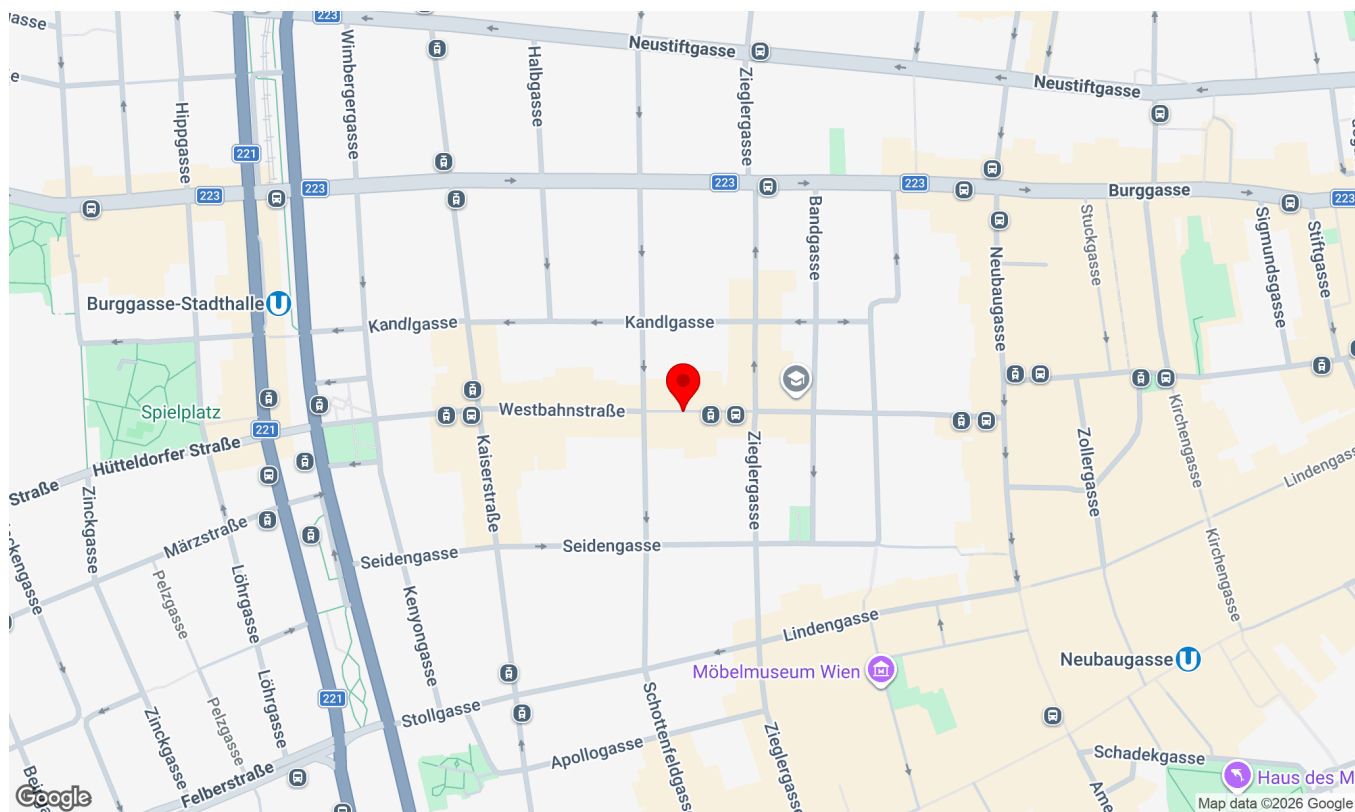 223
Neustiftgasse
Neustiftgasse
Wimbergergasse
Halbgasse
Zieglergasse
Hippgasse
221
223
223
223
223
223
Burggasse
Bandgasse
Stuckgasse
Sigmundsgasse
Stiftgasse
Neubaugasse
Burggasse-Stadthalle
Kandlgasse
Kandlgasse
Spielplatz
Westbahnstraße
221
Hütteldorfer Straße
Straße
Kaiserstraße
Zieglergasse
Zollergasse
Kirchengasse
Lindengasse
Zinckgasse
Märzstraße
Seidengasse
Seidengasse
Kirchengasse
Pelzgasse
Löhrgasse
Kenyongasse
Lindengasse
Möbelmuseum Wien
Neubaugasse
221
Stollgasse
Schottenfeldgasse
Zieglergasse
Apollogasse
Zinckgasse
Pelzgasse
Löhrgasse
Felberstraße
Schadekgasse
Haus des M
Google
Map data ©2026 Google